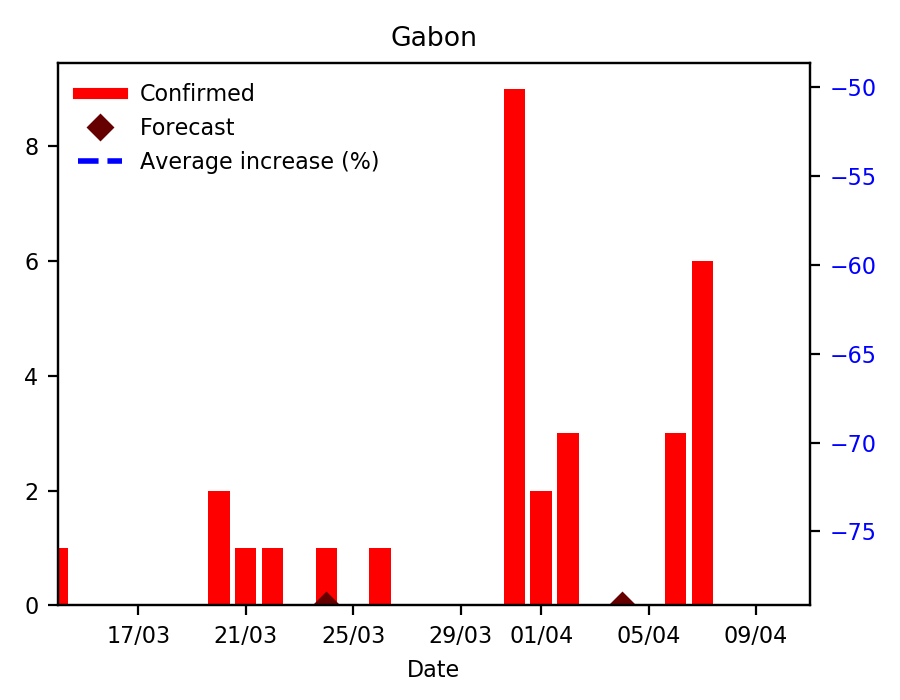 Gabon
Confirmed
Forecast
Average increase (%)
8
6
4
2
0
−50
−55
−60
−65
−70
−75
17/03 21/03 25/03 29/03 01/04 05/04 09/04
Date